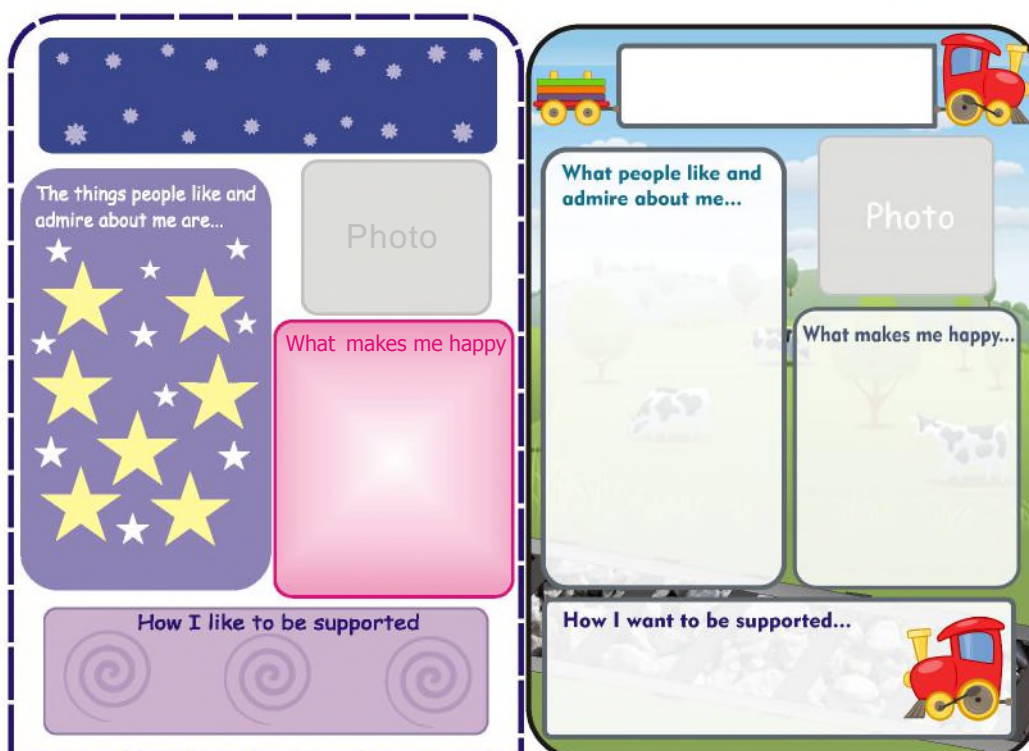 The things people like and
admire about me are...
Photo
What makes me happy
How I like to be supported
What people like and
admire about me...
Photo
What makes me happy...
How I want to be supported...